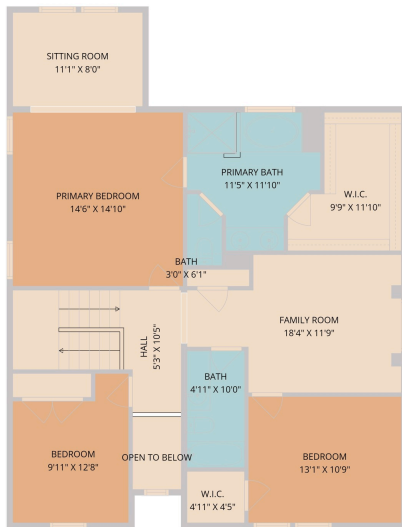 SITTING ROOM
11'1" X 8'0"
PRIMARY BEDROOM
14'6" X 14'10"
PRIMARY BATH
11'5" X 11'10"
W.I.C.
9'9" X 11'10"
BATH
3'0" X 6'1"
HALL
5'3" X 10'5"
FAMILY ROOM
18'4" X 11'9"
BATH
4'11" X 10'0"
BEDROOM
9'11" X 12'8"
OPEN TO BELOW
BEDROOM
13'1" X 10'9"
W.I.C.
4'11" X 4'5"